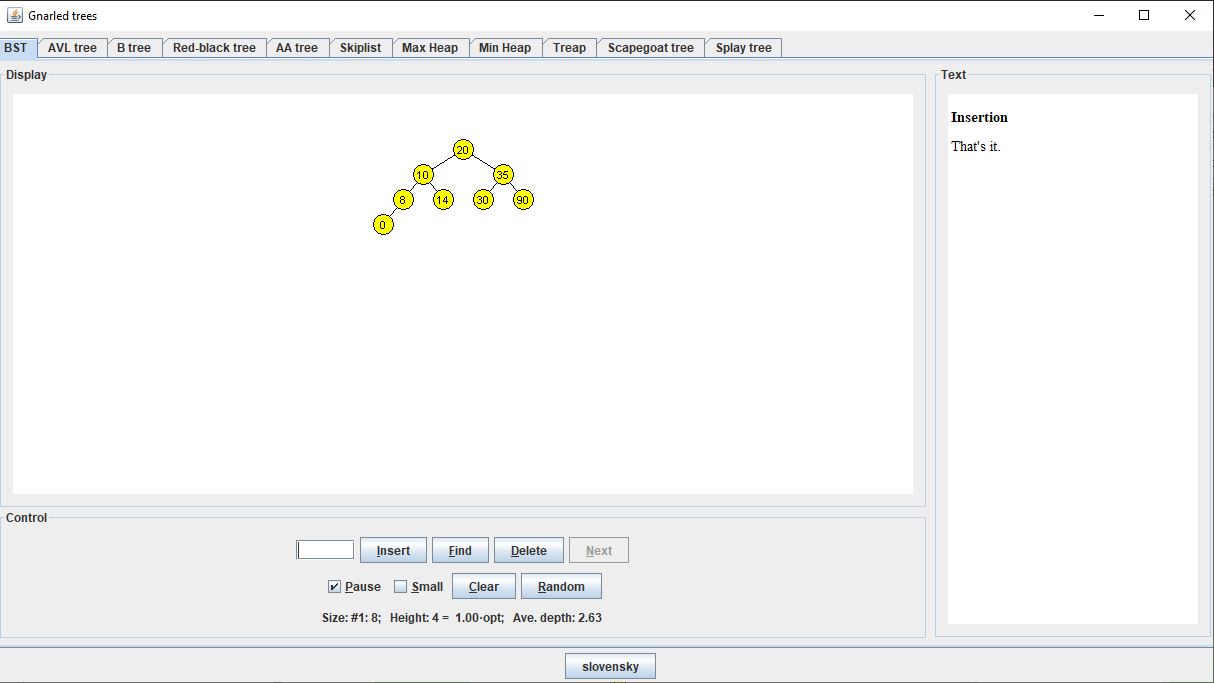 Gnarled trees
BST AVL tree B tree Red-black tree AA tree Skiplist Max Heap Min Heap Treap Scapegoat tree Splay tree
Display
20
10 35
8 14 30 90
0
Text
Insertion
That's it.
Control
Insert Find Delete Next
Pause Small Clear Random
Size: #1: 8; Height: 4 = 1.00·opt; Ave. depth: 2.63
slovensky